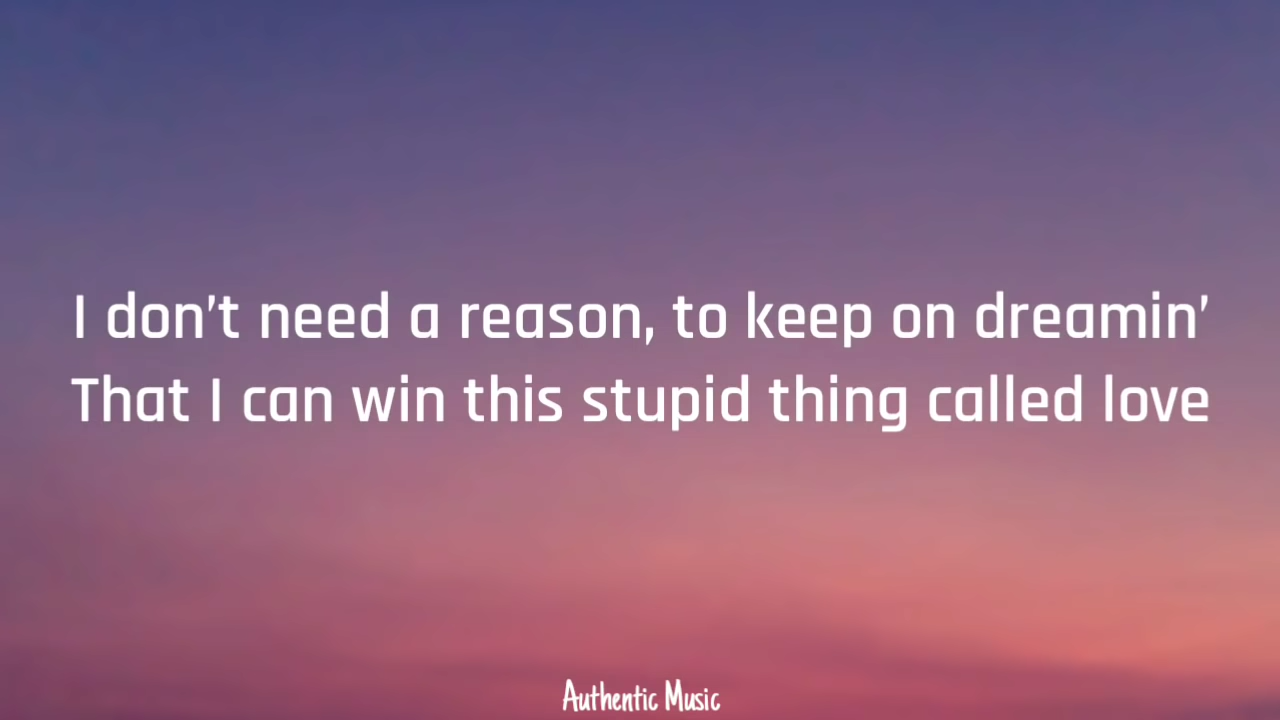 I don't need a reason, to keep on dreamin'
That I can win this stupid thing called love
Authentic Music